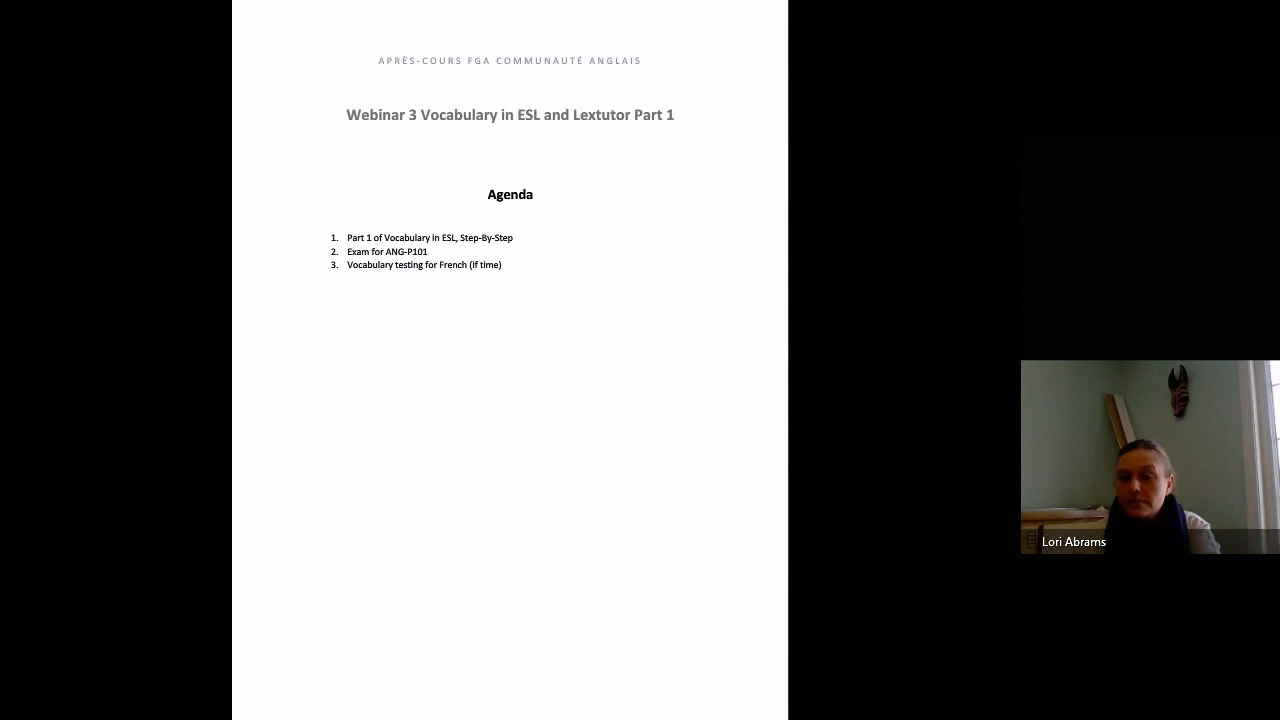 APRÈS-COURS FGA COMMUNAUTÉ ANGLAIS
Webinar 3 Vocabulary in ESL and Lextutor Part 1
Agenda
1. Part 1 of Vocabulary in ESL, Step-By-Step
2. Exam for ANG-P101
3. Vocabulary testing for French (if time)
Lori Abrams